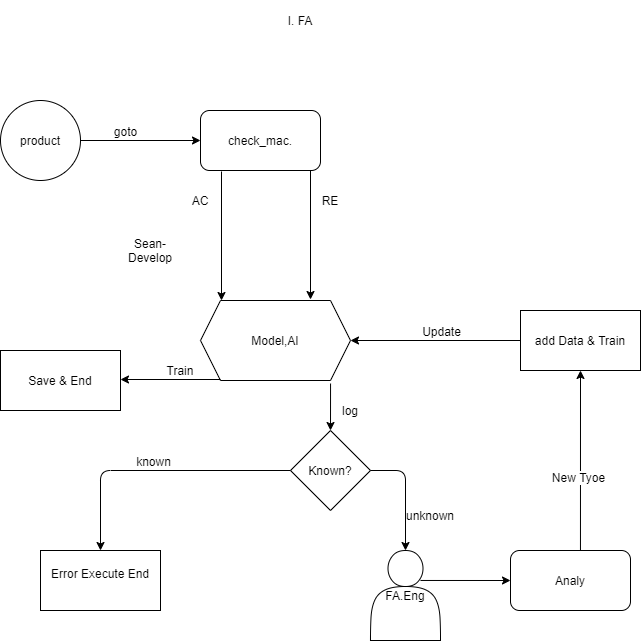 I. FA
product
goto
check_mac.
AC
RE
Sean-
Develop
Model,AI
Update
add Data & Train
Train
Save & End
log
Known?
known
unknown
New Tyoe
Error Execute End
FA.Eng
Analy